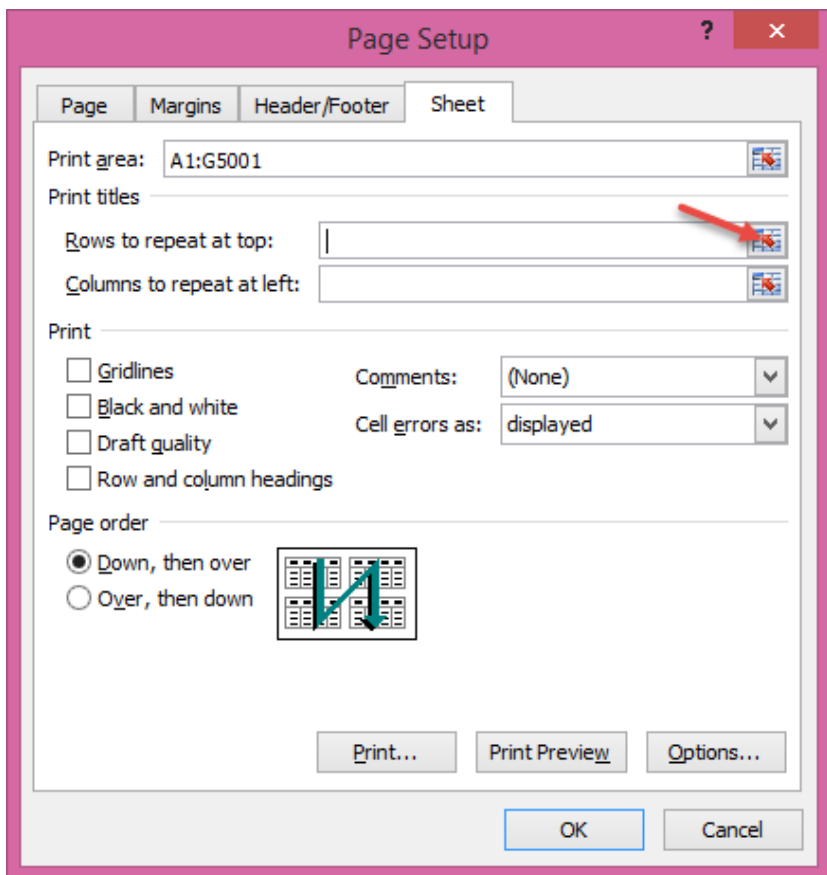 Page Setup ?
Page Margins Header/Footer Sheet
Print area: A1:G5001
Print titles
Rows to repeat at top:
Columns to repeat at left:
Print
Gridlines
Comments: (None)
Black and white
Cell errors as: displayed
Draft quality
Row and column headings
Page order
Down, then over
Over, then down
Print... Print Preview Options...
OK Cancel